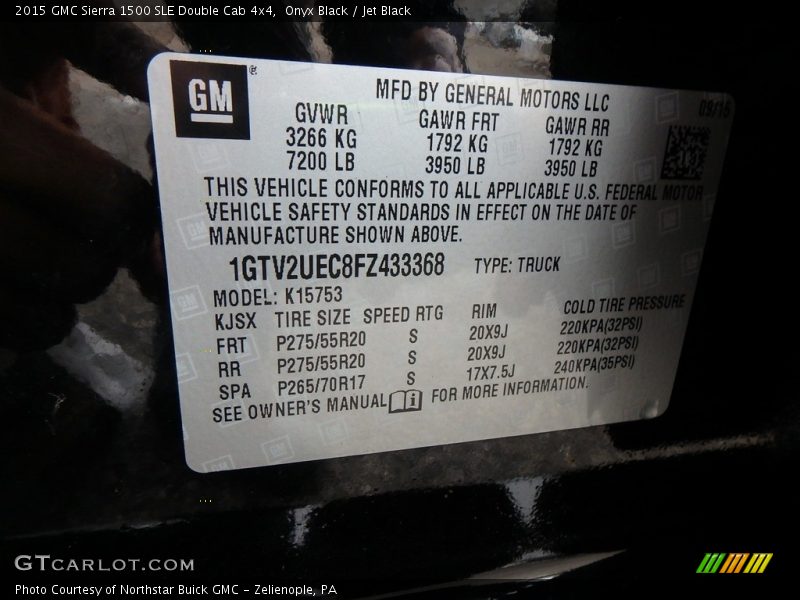 2015 GMC Sierra 1500 SLE Double Cab 4x4, Onyx Black / Jet Black
GM®
MFD BY GENERAL MOTORS LLC
09/15
GVWR GAWR FRT GAWR RR
3266 KG 1792 KG 1792 KG
7200 LB 3950 LB 3950 LB
THIS VEHICLE CONFORMS TO ALL APPLICABLE U.S. FEDERAL MOTOR
VEHICLE SAFETY STANDARDS IN EFFECT ON THE DATE OF
MANUFACTURE SHOWN ABOVE.
1GTV2UEC8FZ433368 TYPE: TRUCK
MODEL: K15753
KJSX TIRE SIZE SPEED RTG RIM COLD TIRE PRESSURE
FRT P275/55R20 S 20X9J 220KPA(32PSI)
RR P275/55R20 S 20X9J 220KPA(32PSI)
SPA P265/70R17 S 17X7.5J 240KPA(35PSI)
SEE OWNER'S MANUAL FOR MORE INFORMATION.
GTCARLOT.COM
Photo Courtesy of Northstar Buick GMC - Zelienople, PA